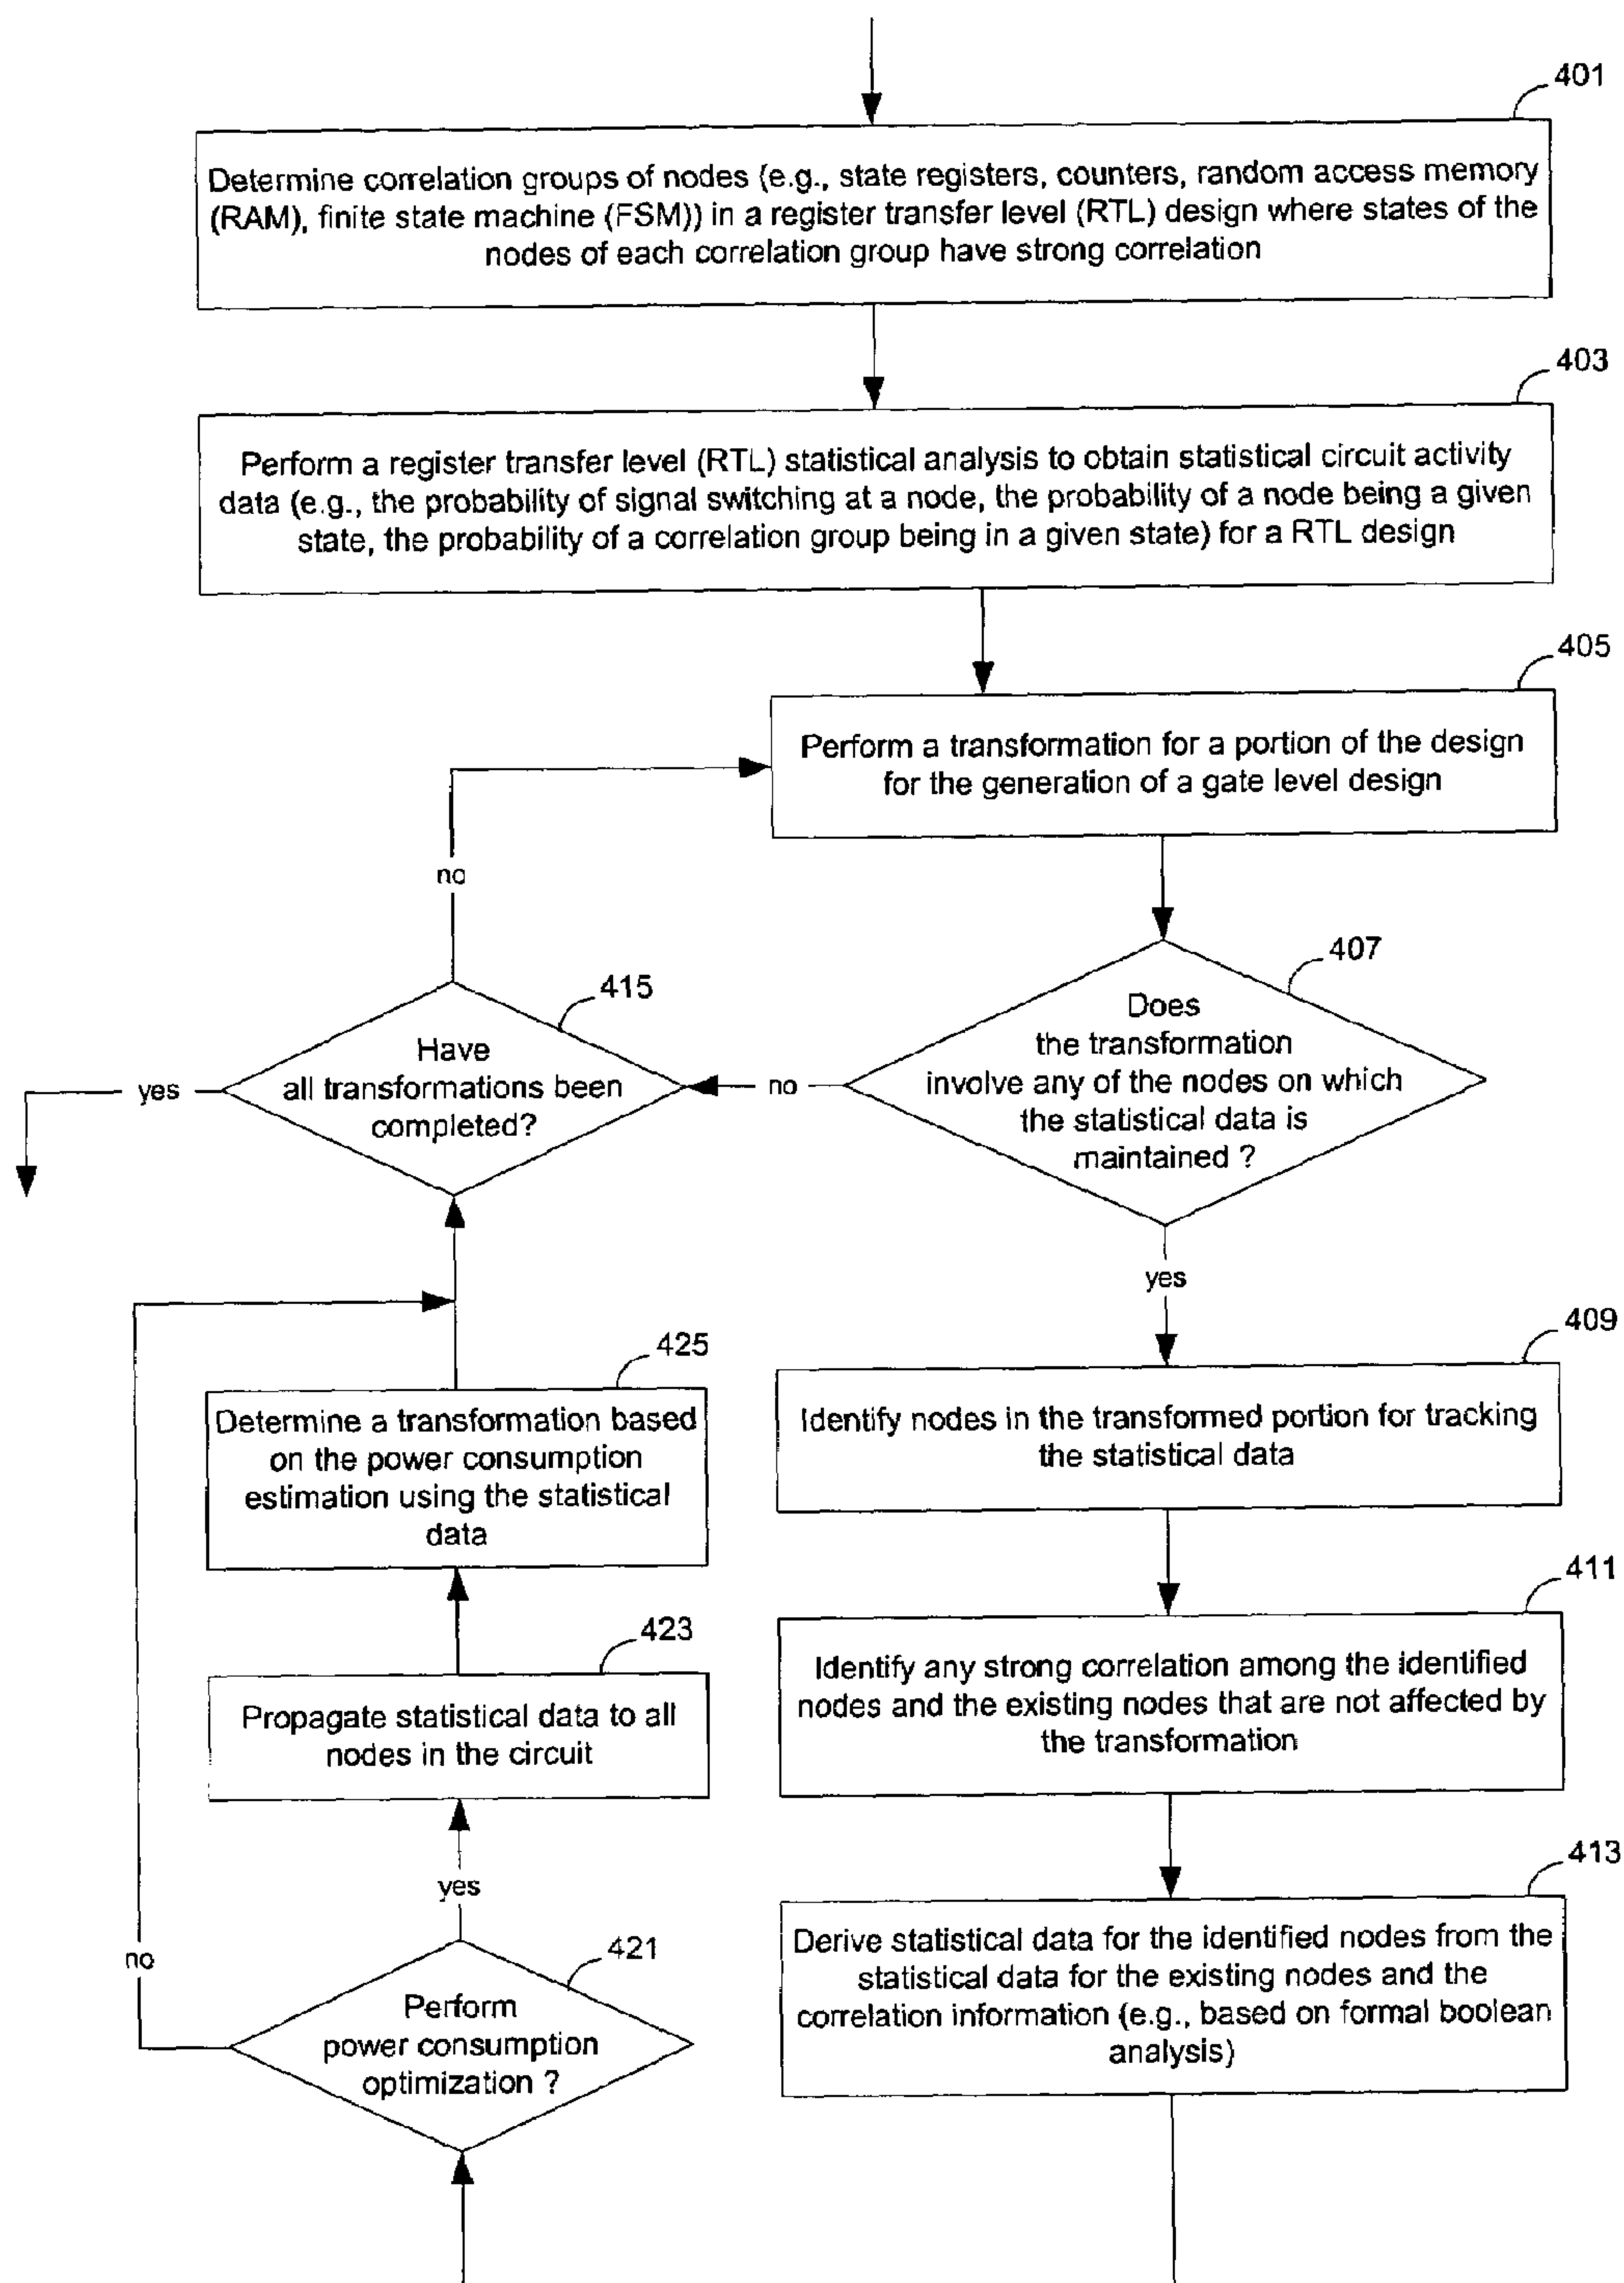 401
Determine correlation groups of nodes (e.g., state registers, counters, random access memory
(RAM), finite state machine (FSM)) in a register transfer level (RTL) design where states of the
nodes of each correlation group have strong correlation
403
Perform a register transfer level (RTL) statistical analysis to obtain statistical circuit activity
data (e.g., the probability of signal switching at a node, the probability of a node being a given
state, the probability of a correlation group being in a given state) for a RTL design
405
Perform a transformation for a portion of the design
for the generation of a gate level design
no
407
Does
the transformation
involve any of the nodes on which
the statistical data is
maintained ?
415
Have
all transformations been
completed?
yes
no
yes
409
Identify nodes in the transformed portion for tracking
the statistical data
425
Determine a transformation based
on the power consumption
estimation using the statistical
data
411
Identify any strong correlation among the identified
nodes and the existing nodes that are not affected by
the transformation
423
Propagate statistical data to all
nodes in the circuit
413
Derive statistical data for the identified nodes from the
statistical data for the existing nodes and the
correlation information (e.g., based on formal boolean
analysis)
yes
no
421
Perform
power consumption
optimization ?